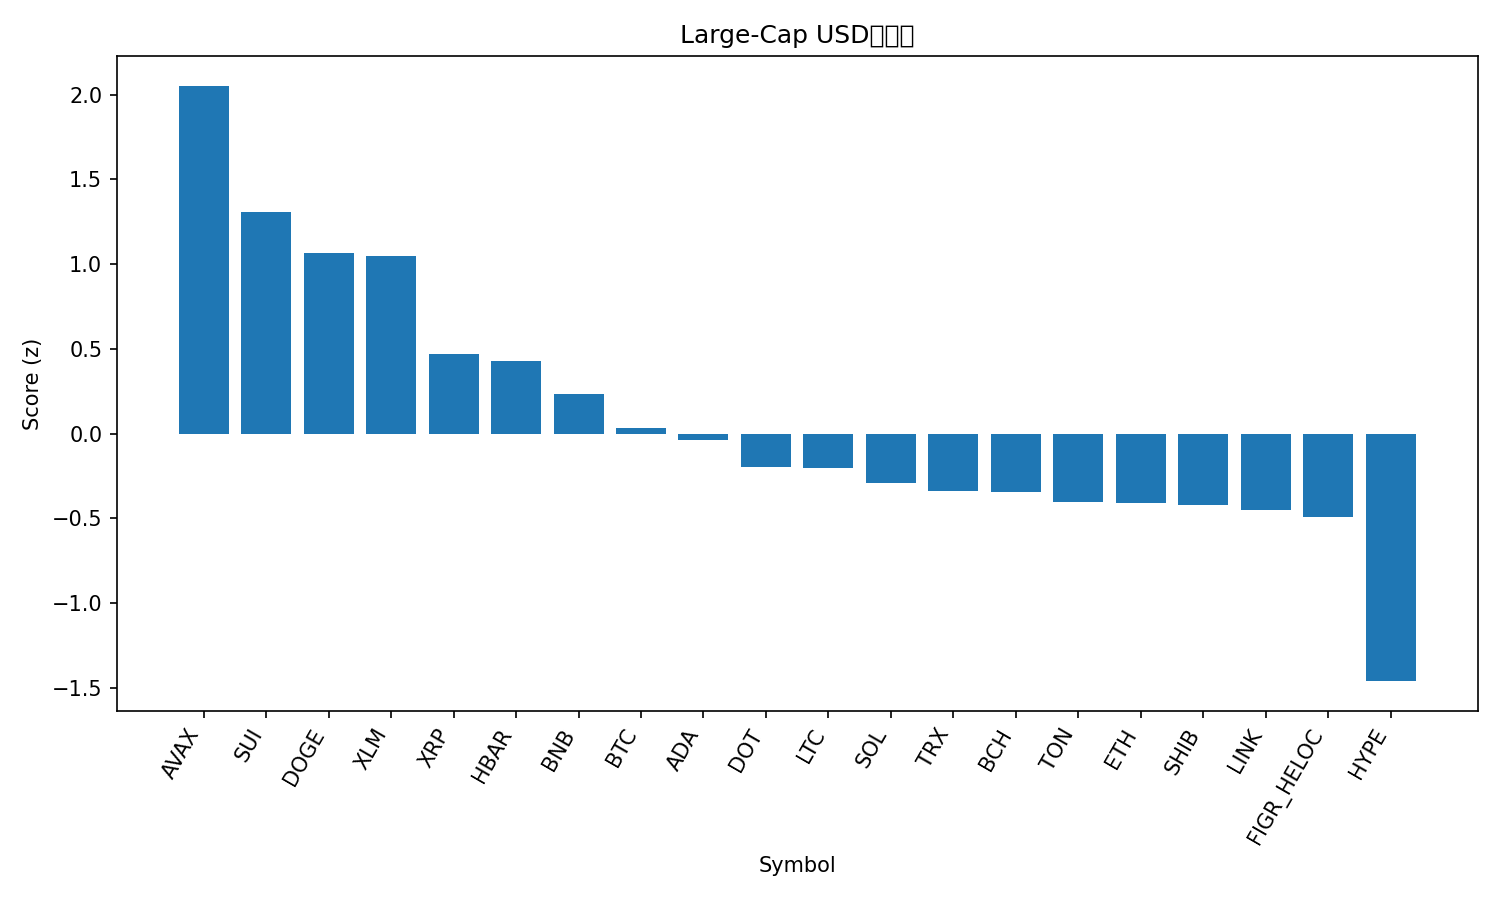 Large-Cap USD
Score (z)
2.0
1.5
1.0
0.5
0.0
−0.5
−1.0
−1.5
AVAX
SUI
DOGE
XLM
XRP
HBAR
BNB
BTC
ADA
DOT
LTC
SOL
TRX
BCH
TON
ETH
SHIB
LINK
FIGR_HELOC
HYPE
Symbol